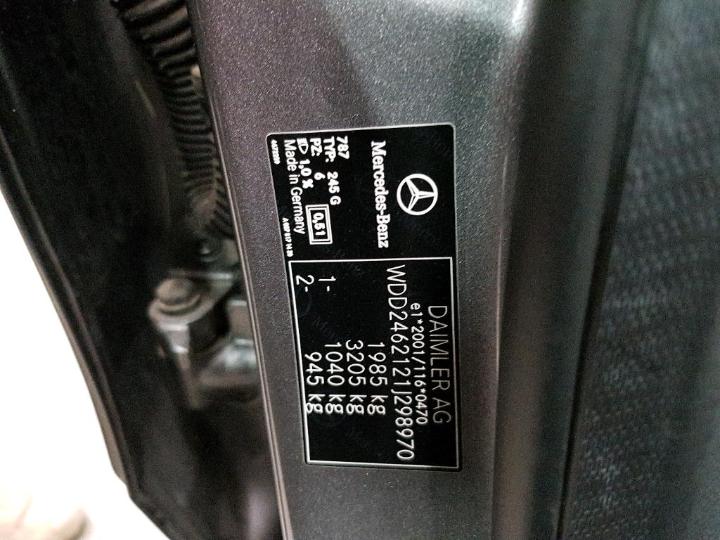 Mercedes-Benz
787
TYP: 245 G
PZ: 6
1,0 %
0,51
Made in Germany
DAIMLER AG
e1*2001/116*0470
WDD2462121J298970
1985 kg
3205 kg
1- 1040 kg
2- 945 kg